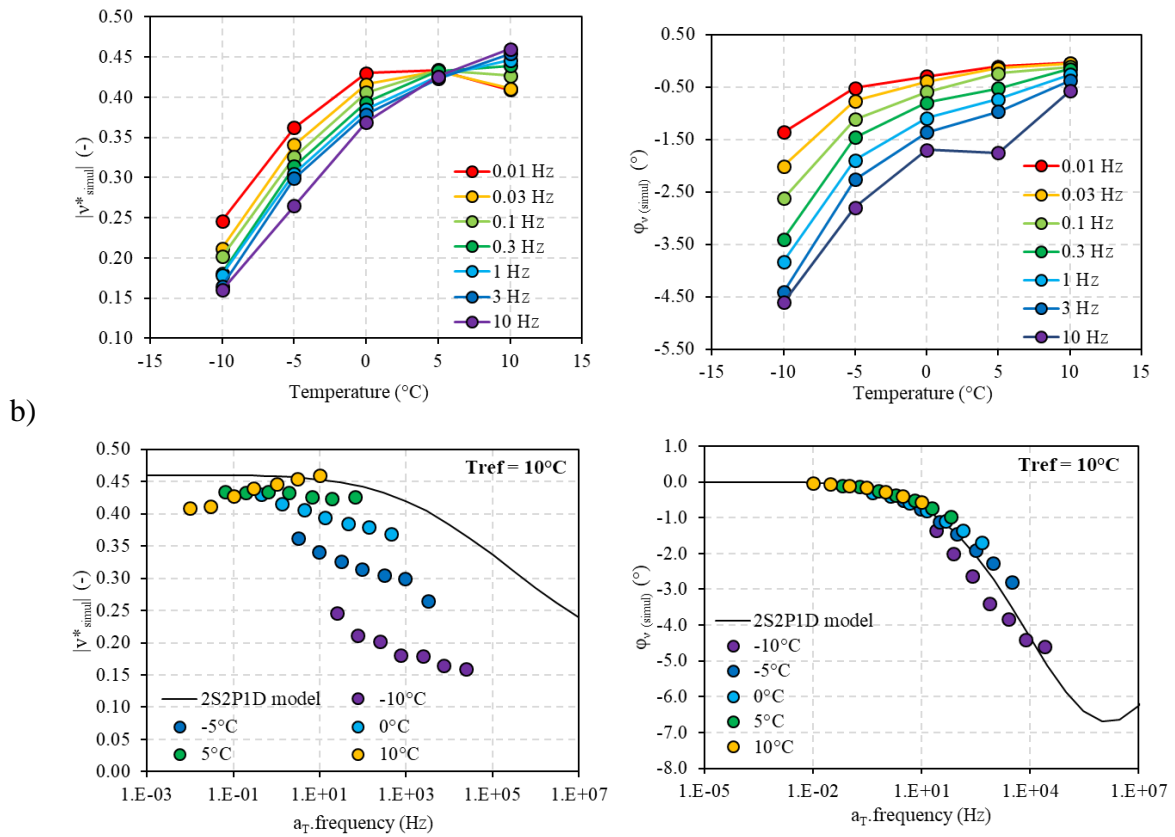 0.50
0.45
0.40
0.35
0.30
0.25
0.20
0.15
0.10
|ν*simul| (-)
-15 -10 -5 0 5 10 15
Temperature (°C)
0.01 Hz
0.03 Hz
0.1 Hz
0.3 Hz
1 Hz
3 Hz
10 Hz
0.50
-0.50
-1.50
-2.50
-3.50
-4.50
-5.50
φν (simul) (°)
-15 -10 -5 0 5 10 15
Temperature (°C)
0.01 Hz
0.03 Hz
0.1 Hz
0.3 Hz
1 Hz
3 Hz
10 Hz
b)
0.50
0.45
0.40
0.35
0.30
0.25
0.20
0.15
0.10
0.05
0.00
|ν*simul| (-)
Tref = 10°C
2S2P1D model -10°C
-5°C 0°C
5°C 10°C
1.E-03 1.E-01 1.E+01 1.E+03 1.E+05 1.E+07
aT.frequency (Hz)
1.0
0.0
-1.0
-2.0
-3.0
-4.0
-5.0
-6.0
-7.0
-8.0
φν (simul) (°)
Tref = 10°C
2S2P1D model
-10°C
-5°C
0°C
5°C
10°C
1.E-05 1.E-02 1.E+01 1.E+04 1.E+07
aT.frequency (Hz)